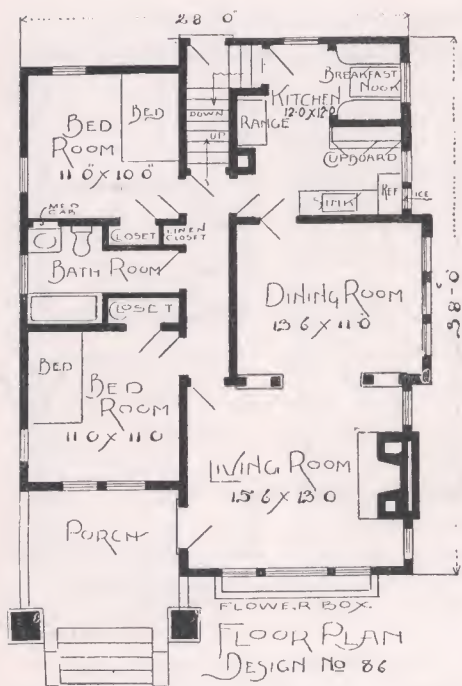 28'-0"
BREAKFAST
NOOK
KITCHEN
12-0 X 12-0
BED
RANGE
DOWN
UP
BED
ROOM
11'0" X 10'0"
CUPBOARD
REF
ICE
SINK
MED
CAB
CLOSET
LINEN
CLOSET
BATH ROOM
CLOSET
DINING ROOM
13 6 X 11-0
38-0
BED
BED
ROOM
11 0 X 11 0
LIVING ROOM
15'6 X 13'0
PORCH
FLOWER BOX.
FLOOR PLAN
DESIGN No 86